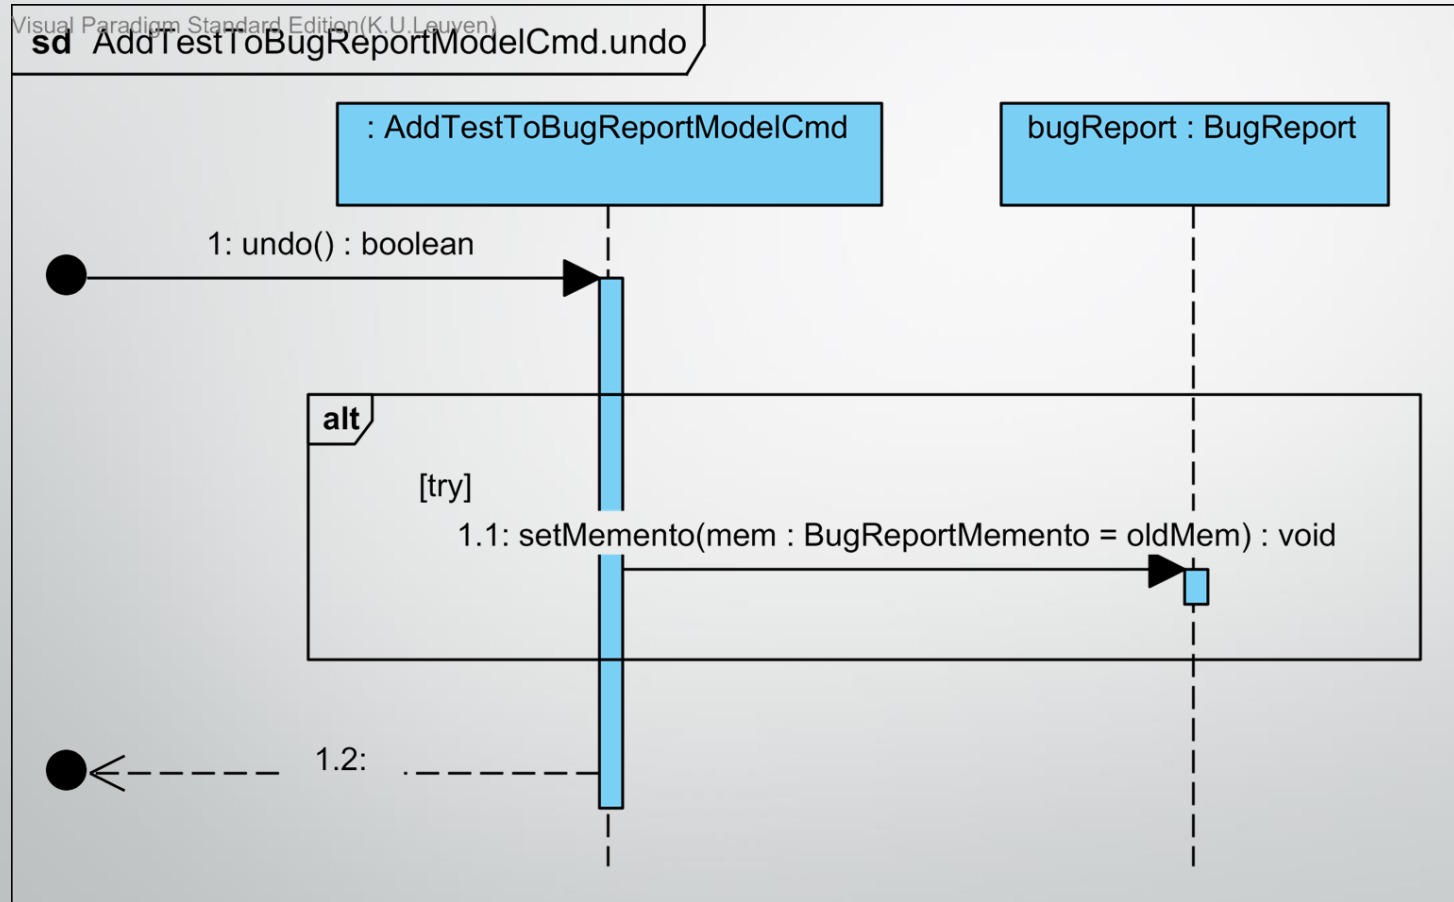 Visual Paradigm Standard Edition(K.U.Leuven)
sd AddTestToBugReportModelCmd.undo
: AddTestToBugReportModelCmd
bugReport : BugReport
1: undo() : boolean
alt
[try]
1.1: setMemento(mem : BugReportMemento = oldMem) : void
1.2: